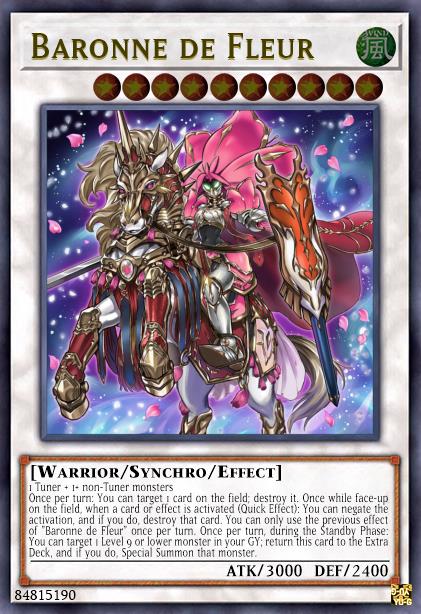 BARONNE DE FLEUR
WIND
風
[WARRIOR/SYNCHRO/EFFECT]
1 Tuner + 1+ non-Tuner monsters
Once per turn: You can target 1 card on the field; destroy it. Once while face-up
on the field, when a card or effect is activated (Quick Effect): You can negate the
activation, and if you do, destroy that card. You can only use the previous effect
of "Baronne de Fleur" once per turn. Once per turn, during the Standby Phase:
You can target 1 Level 9 or lower monster in your GY; return this card to the Extra
Deck, and if you do, Special Summon that monster.
ATK/3000 DEF/2400
84815190